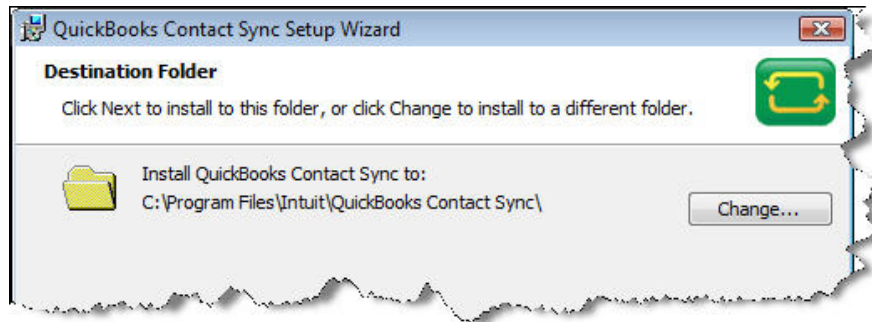 QuickBooks Contact Sync Setup Wizard
Destination Folder
Click Next to install to this folder, or click Change to install to a different folder.
Install QuickBooks Contact Sync to:
C:\Program Files\Intuit\QuickBooks Contact Sync\
Change...